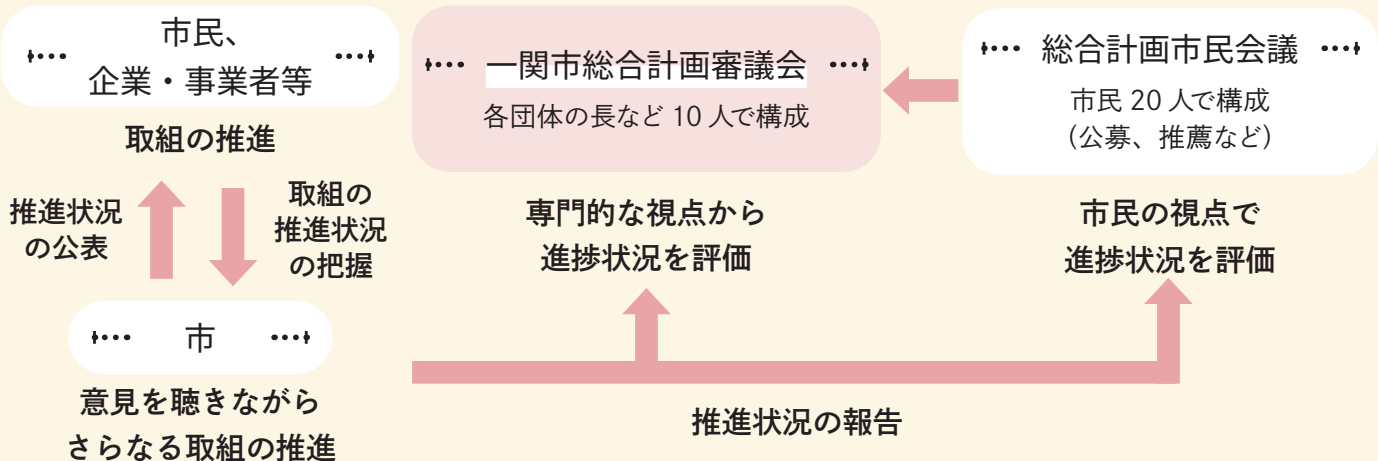 市民、
企業・事業者等
取組の推進
推進状況
の公表
取組の
推進状況
の把握
市
意見を聴きながら
さらなる取組の推進
一関市総合計画審議会
各団体の長など 10 人で構成
専門的な視点から
進捗状況を評価
総合計画市民会議
市民 20 人で構成
(公募、推薦など)
市民の視点で
進捗状況を評価
推進状況の報告